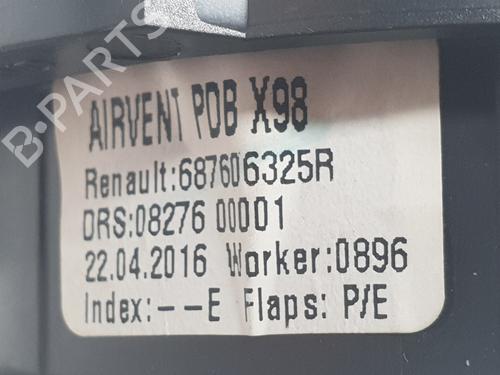 AIRVENT PDB X98
Renault:687606325R
DRS:08276 00001
22.04.2016 Worker:0896
Index:--E Flaps: P/E
B-PARTS